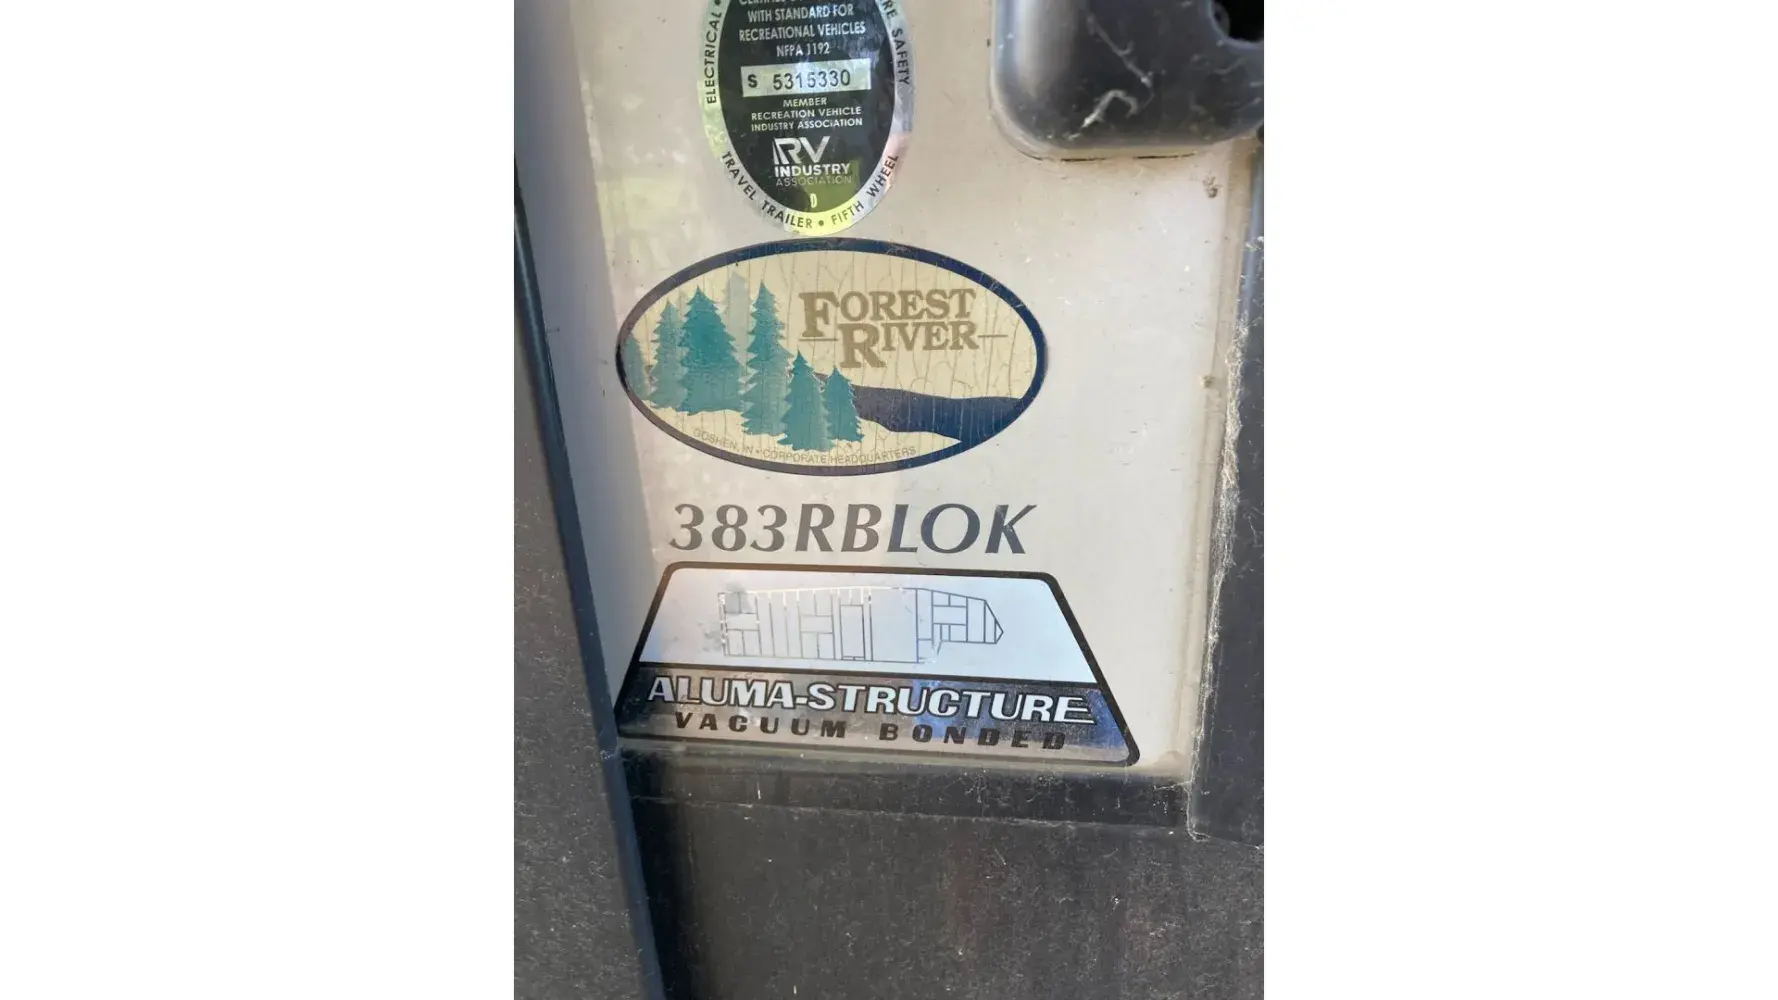 WITH STANDARD FOR
RECREATIONAL VEHICLES
NFPA 1192
S 5315330
MEMBER
RECREATION VEHICLE
INDUSTRY ASSOCIATION
RV
INDUSTRY
ASSOCIATION
D
ELECTRICAL •
SAFETY
TRAVEL TRAILER • FIFTH WHEEL
FOREST
RIVER
GOSHEN, IN • CORPORATE HEADQUARTERS
383RBLOK
ALUMA-STRUCTURE
VACUUM BONDED